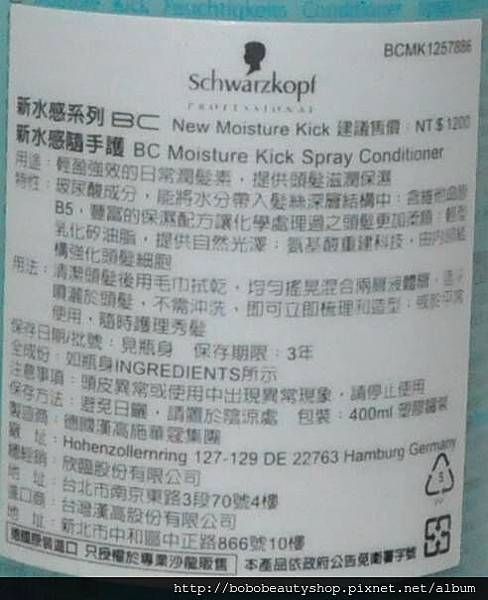 Kick Feuchtigkeits Conditioner
BCMK1257886
Schwarzkopf
PROFESSIONAL
新水感系列 BC New Moisture Kick 建議售價：NT$1200
新水感隨手護 BC Moisture Kick Spray Conditioner
用途：輕盈強效的日常潤髮素，提供頭髮滋潤保濕
特性：玻尿酸成分，能將水分帶入髮絲深層結構中；含維他命原
B5，豐富的保濕配方讓化學處理過之頭髮更加柔順；輕盈
乳化矽油脂，提供自然光澤；氨基酸重建科技，由內部結
構強化頭髮細胞
用法：清潔頭髮後用毛巾拭乾，均勻搖晃混合兩層液體層，
噴灑於頭髮，不需沖洗，即可立即梳理和造型；或於平常
使用，隨時護理秀髮
保存日期/批號：見瓶身 保存期限：3年
全成份：如瓶身INGREDIENTS所示
注意事項：頭皮異常或使用中出現異常現象，請停止使用
保存方法：避免日曬，請置於陰涼處 包裝：400ml 塑膠罐裝
製造商：德國漢高施華蔻集團
廠 址：Hohenzollernring 127-129 DE 22763 Hamburg Germany
總經銷：欣臨股份有限公司
地 址：台北市南京東路3段70號4樓
進口商：台灣漢高股份有限公司
地 址：新北市中和區中正路866號10樓
5
德國原裝進口 只授權於專業沙龍販售 本產品依政府公告免衛署字號
http://bobobeautyshop.pixnet.net/album